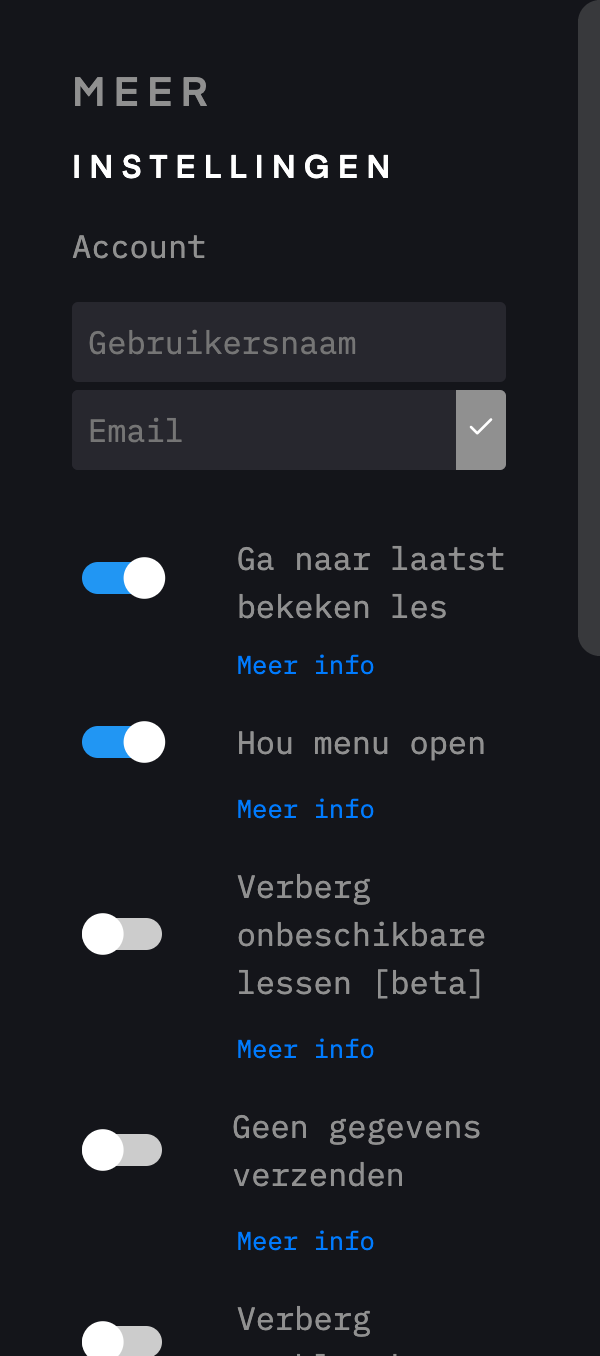 MEER
INSTELLINGEN
Account
Gebruikersnaam
Email
Ga naar laatst
bekeken les
Meer info
Hou menu open
Meer info
Verberg
onbeschikbare
lessen [beta]
Meer info
Geen gegevens
verzenden
Meer info
Verberg